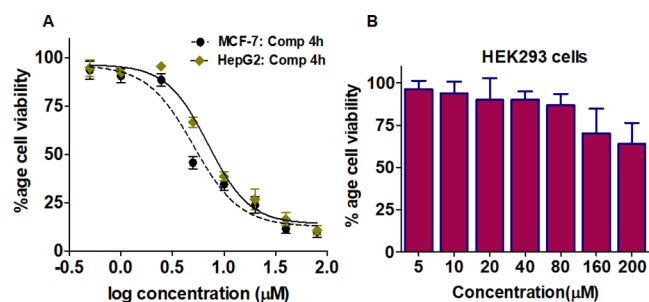 A
MCF-7: Comp 4h
HepG2: Comp 4h
%age cell viability
100
75
50
25
0
-0.5 0.0 0.5 1.0 1.5 2.0
log concentration (µM)
B
HEK293 cells
% age cell viability
100
75
50
25
0
5 10 20 40 80 160 200
Concentration(µM)